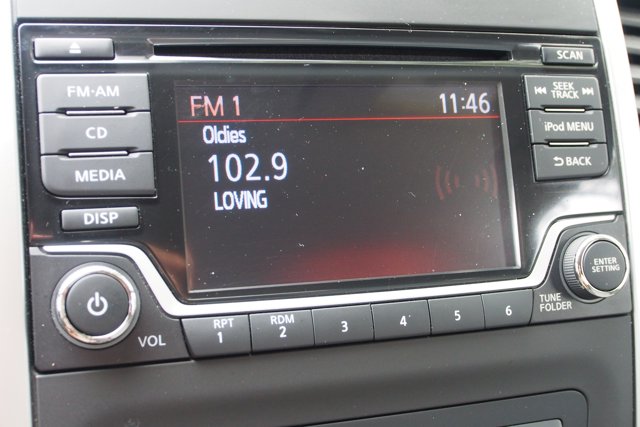 SCAN
FM·AM
CD
MEDIA
DISP
FM 1
11:46
Oldies
102.9
LOVING
SEEK
TRACK
iPod MENU
BACK
ENTER
SETTING
TUNE
FOLDER
VOL
RPT
1
RDM
2
3
4
5
6